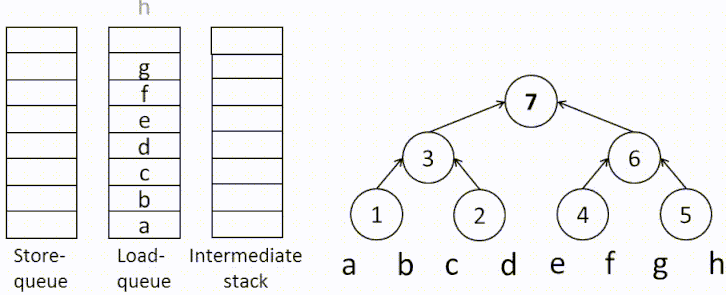 h
g
f
e
d
c
b
a
Store-
queue
Load-
queue
Intermediate
stack
7
3 6
1 2 4 5
a b c d e f g h